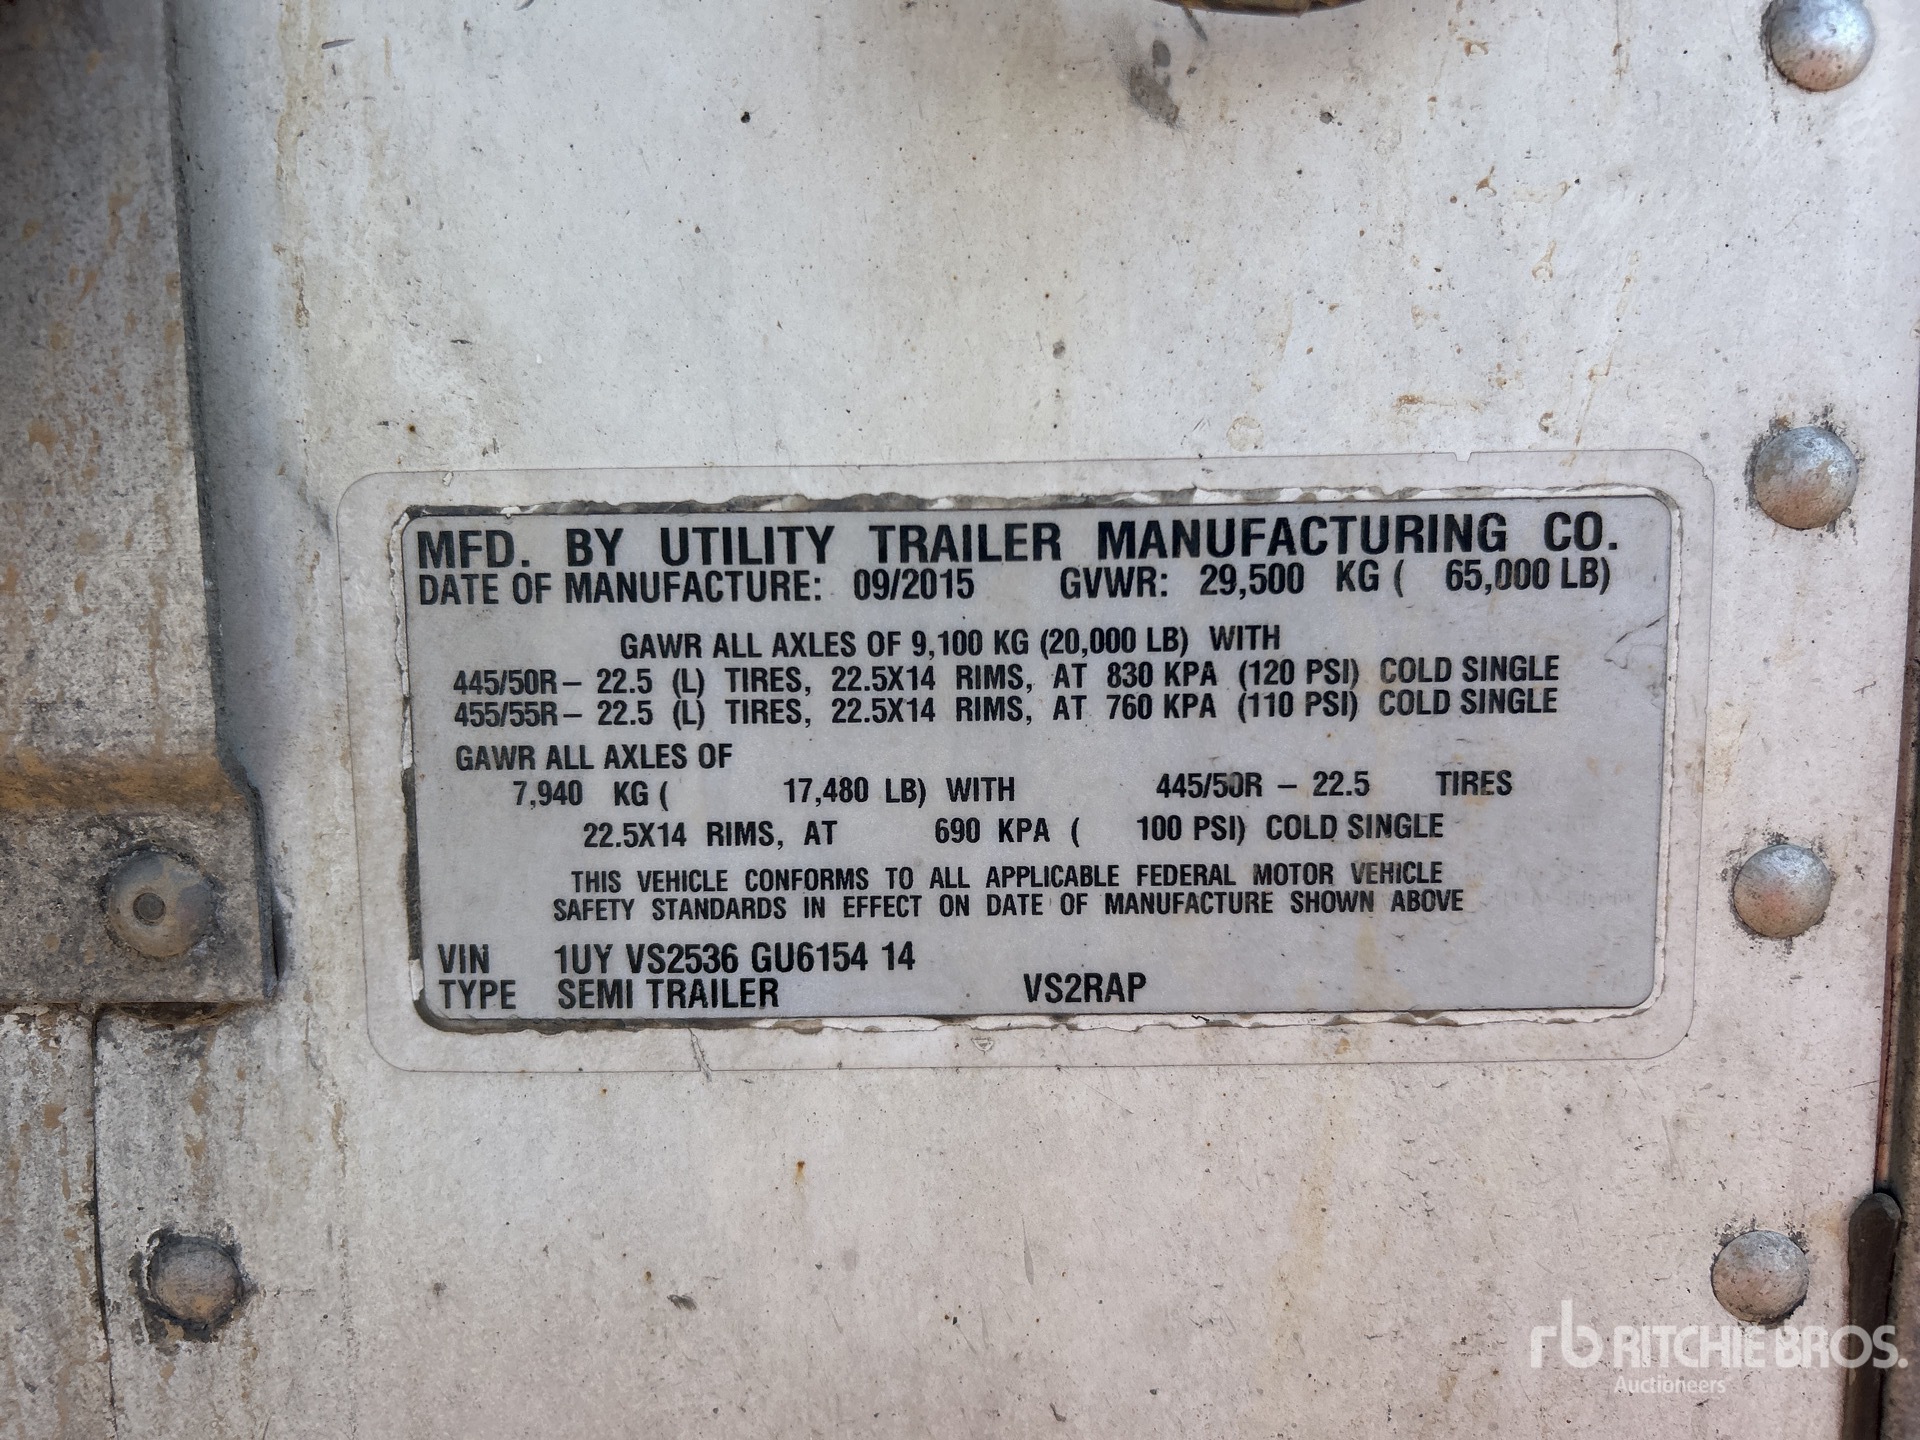 MFD. BY UTILITY TRAILER MANUFACTURING CO.
DATE OF MANUFACTURE: 09/2015 GVWR: 29,500 KG ( 65,000 LB)
GAWR ALL AXLES OF 9,100 KG (20,000 LB) WITH
445/50R – 22.5 (L) TIRES, 22.5X14 RIMS, AT 830 KPA (120 PSI) COLD SINGLE
455/55R – 22.5 (L) TIRES, 22.5X14 RIMS, AT 760 KPA (110 PSI) COLD SINGLE
GAWR ALL AXLES OF
7,940 KG ( 17,480 LB) WITH 445/50R – 22.5 TIRES
22.5X14 RIMS, AT 690 KPA ( 100 PSI) COLD SINGLE
THIS VEHICLE CONFORMS TO ALL APPLICABLE FEDERAL MOTOR VEHICLE
SAFETY STANDARDS IN EFFECT ON DATE OF MANUFACTURE SHOWN ABOVE
VIN 1UY VS2536 GU6154 14
TYPE SEMI TRAILER VS2RAP
rb RITCHIE BROS.
Auctioneers